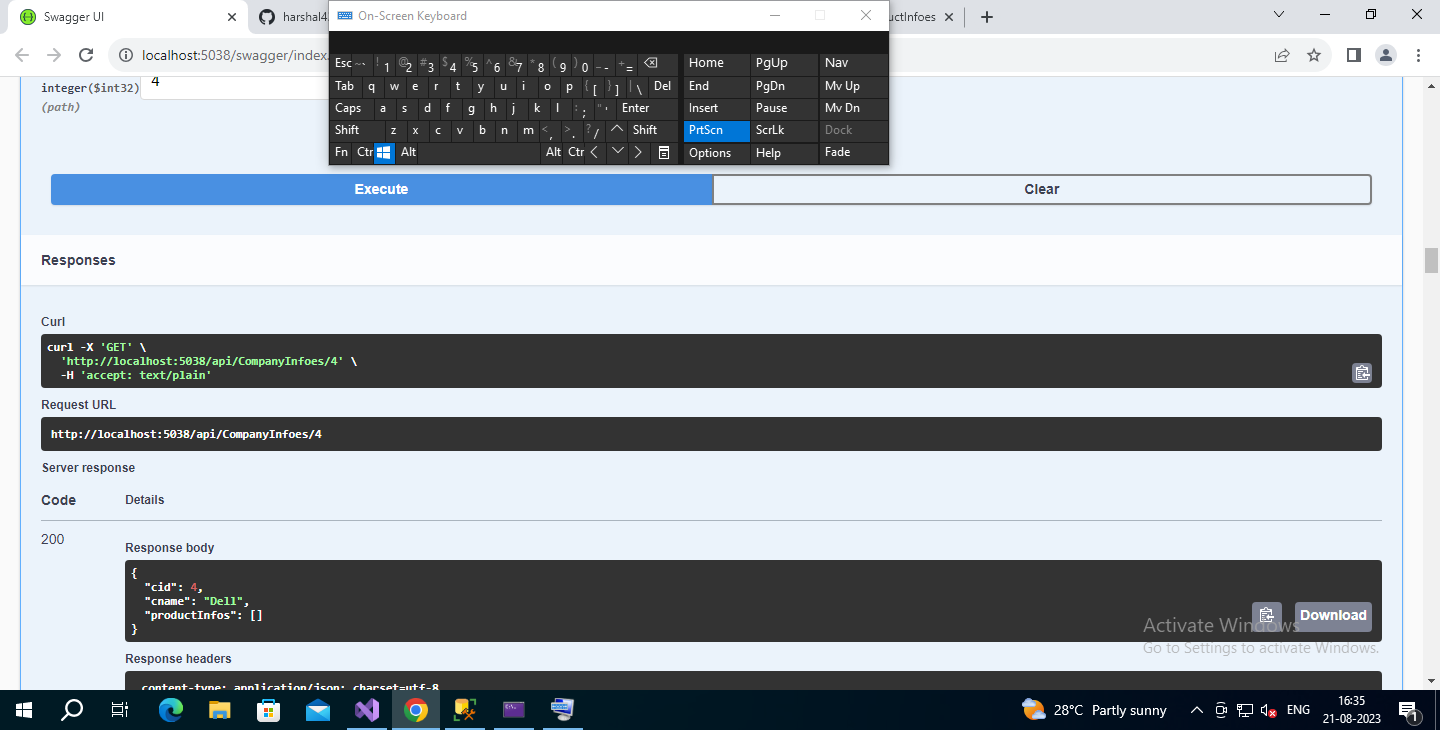 Swagger UI
harshal4
On-Screen Keyboard
uctInfoes
localhost:5038/swagger/index.
Esc ~ ` ! 1 @ 2 # 3 $ 4 % 5 ^ 6 & 7 * 8 ( 9 ) 0 _ - + =
Home PgUp Nav
Tab q w e r t y u i o p { [ } ] | \ Del
End PgDn Mv Up
Caps a s d f g h j k l : ; " ' Enter
Insert Pause Mv Dn
Shift z x c v b n m < , > . ? / Shift
PrtScn ScrLk Dock
Fn Ctr Alt Alt Ctr
Options Help Fade
integer($int32)
4
(path)
Execute
Clear
Responses
Curl
curl -X 'GET' \
'http://localhost:5038/api/CompanyInfoes/4' \
-H 'accept: text/plain'
Request URL
http://localhost:5038/api/CompanyInfoes/4
Server response
Code
Details
200
Response body
{
"cid": 4,
"cname": "Dell",
"productInfos": []
}
Download
Activate Windows
Go to Settings to activate Windows.
Response headers
content-type: application/json; charset=utf-8
28°C Partly sunny
ENG
16:35
21-08-2023
1